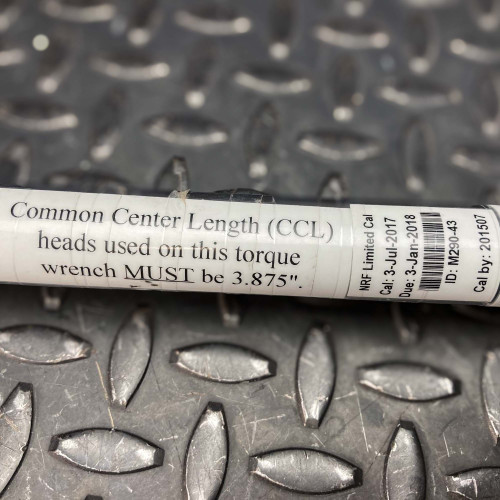 Common Center Length (CCL)
heads used on this torque
wrench MUST be 3.875".
NRF Limited Cal
Cal: 3-Jul-2017
Due: 3-Jan-2018
ID: M290-43
Cal by: 201507